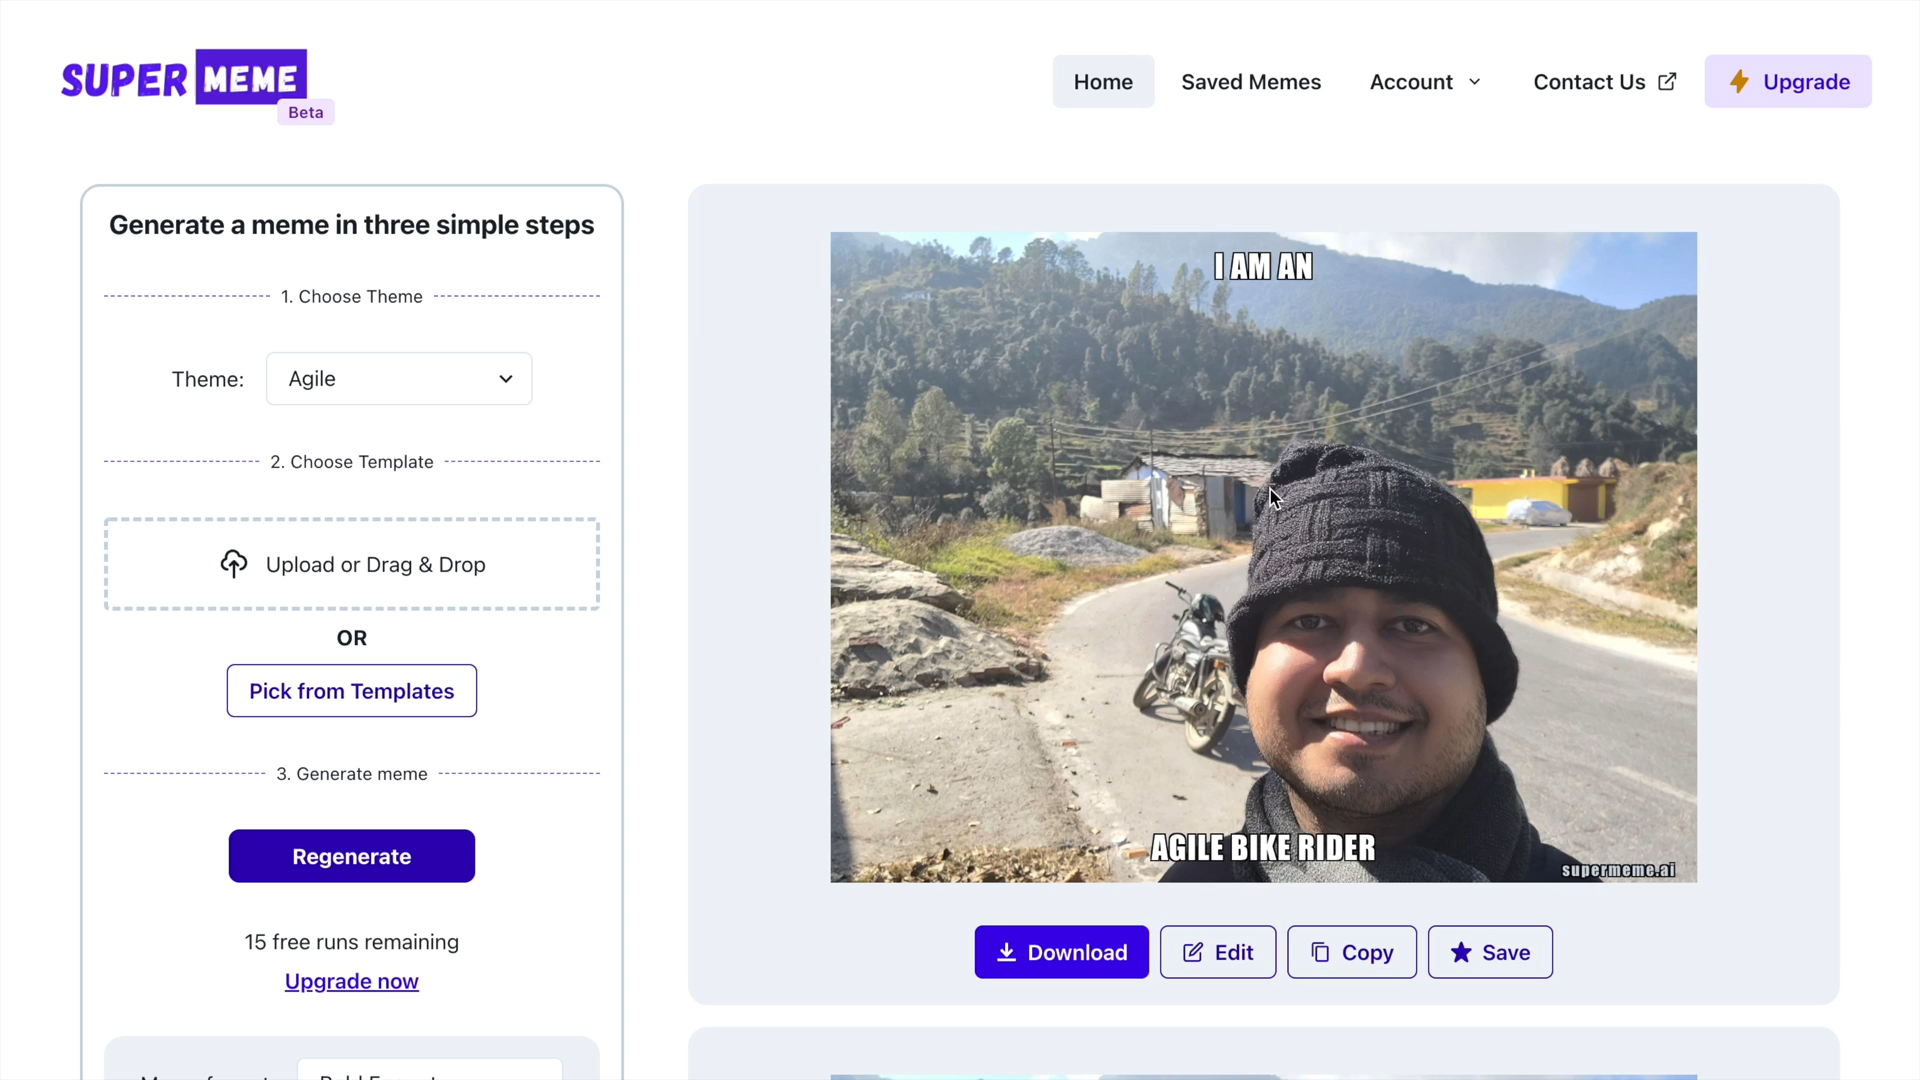 SUPER MEME
Beta
Home
Saved Memes
Account
Contact Us
Upgrade
Generate a meme in three simple steps
1. Choose Theme
Theme:
Agile
2. Choose Template
Upload or Drag & Drop
OR
Pick from Templates
3. Generate meme
Regenerate
15 free runs remaining
Upgrade now
I AM AN
AGILE BIKE RIDER
supermeme.ai
Download
Edit
Copy
Save